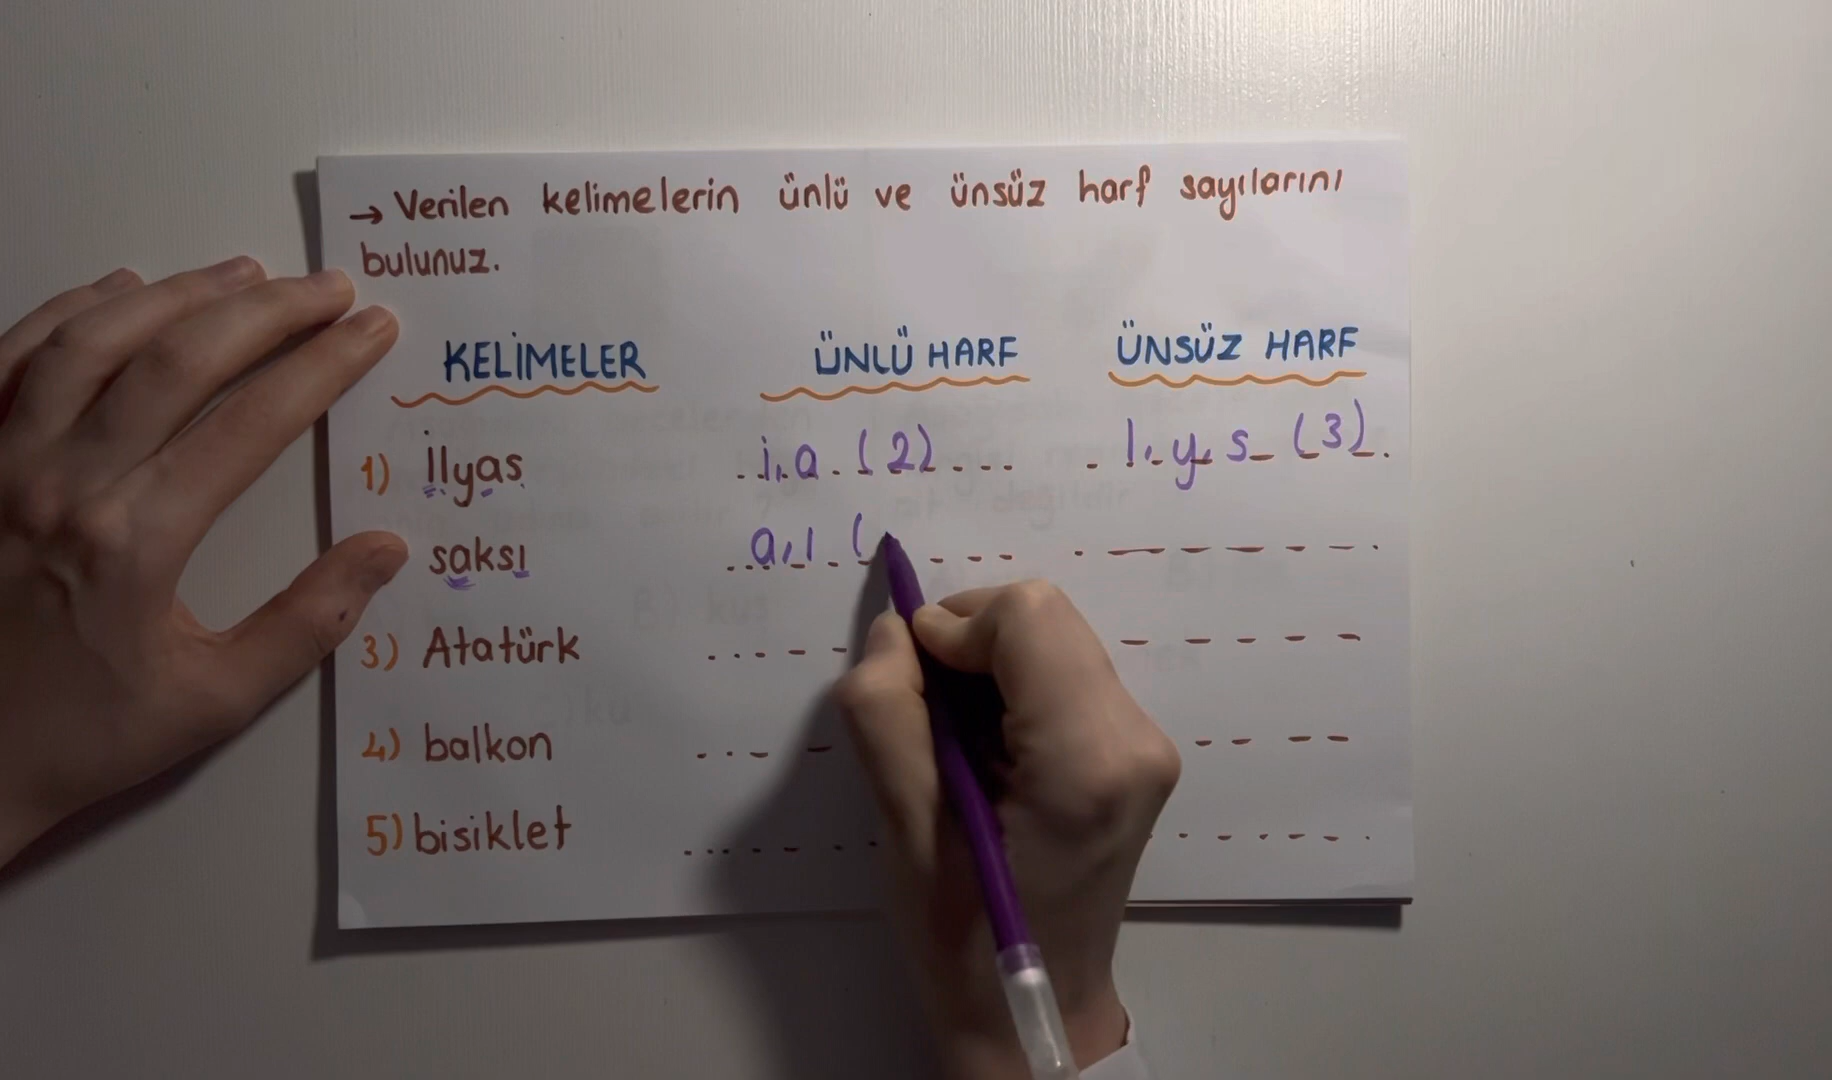 → Verilen kelimelerin ünlü ve ünsüz harf sayılarını
bulunuz.
KELİMELER ÜNLÜ HARF ÜNSÜZ HARF
1) İlyas i, a (2) l, y, s (3)
saksı a, ı (
3) Atatürk
4) balkon
5) bisiklet